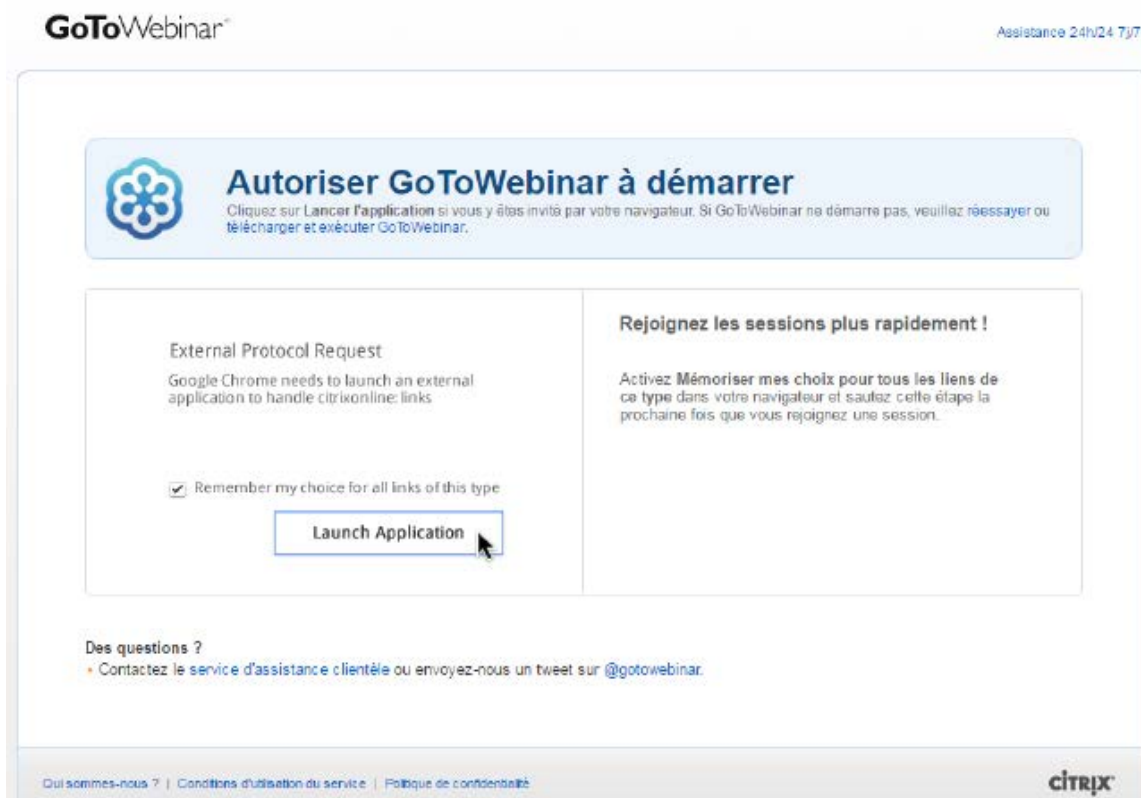 GoToWebinar
Assistance 24h/24 7j/7
Autoriser GoToWebinar à démarrer
Cliquez sur Lancer l'application si vous y êtes invité par votre navigateur. Si GoToWebinar ne démarre pas, veuillez réessayer ou
télécharger et exécuter GoToWebinar.
External Protocol Request
Google Chrome needs to launch an external
application to handle citrixonline: links
Remember my choice for all links of this type
Launch Application
Rejoignez les sessions plus rapidement !
Activez Mémoriser mes choix pour tous les liens de
ce type dans votre navigateur et sautez cette étape la
prochaine fois que vous rejoignez une session.
Des questions ?
• Contactez le service d'assistance clientèle ou envoyez-nous un tweet sur @gotowebinar.
Qui sommes-nous ? | Conditions d'utilisation du service | Politique de confidentialité
CITRIX